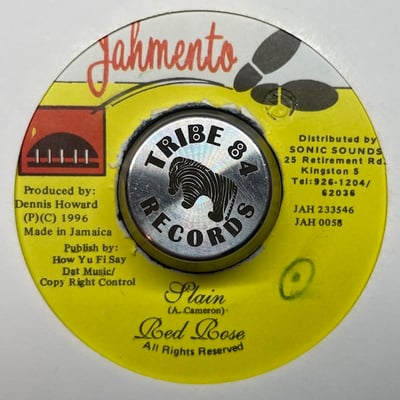 Jahmento
Distributed by
SONIC SOUNDS
25 Retirement Rd.
Kingston 5
Tel:926-1204/
62036
JAH 233546
JAH 0058
Produced by:
Dennis Howard
(P)(C) 1996
Made in Jamaica
Publish by:
How Yu Fi Say
Dat Music/
Copy Right Control
TRIBE 84
RECORDS
Slain
(A..Cameron)
Red Rose
All Rights Reserved